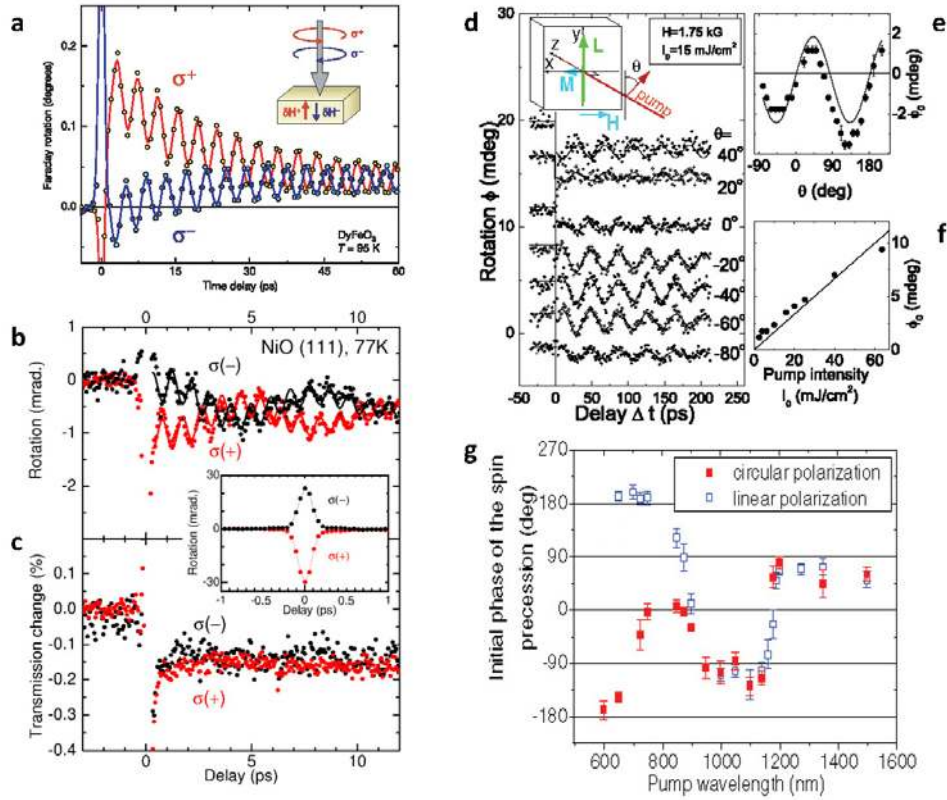 a
Faraday rotation (degrees)
0.2
0.1
0.0
σ+
σ−
σ+
σ−
δH+
δH−
DyFeO3
T = 95 K
0
15
30
45
60
Time delay (ps)
b
0
5
10
NiO (111), 77K
1
0
-1
-2
Rotation (mrad.)
σ(−)
σ(+)
30
0
-30
Rotation (mrad.)
σ(−)
σ(+)
-1
-0.5
0
0.5
1
Delay (ps)
c
Transmission change (%)
0.1
0.0
-0.1
-0.2
-0.3
-0.4
σ(−)
σ(+)
0
5
10
Delay (ps)
d
Rotation ϕ (mdeg)
30
20
10
0
y
L
z
x
M
H
θ
pump
H=1.75 kG
I0=15 mJ/cm²
θ=
40°
20°
0°
-20°
-40°
-60°
-80°
-50
0
50
100
150
200
250
Delay Δ t (ps)
e
2
0
-2
ϕ0 (mdeg)
-90
0
90
180
θ (deg)
f
10
5
0
ϕ0 (mdeg)
0
20
40
60
Pump intensity
I0 (mJ/cm²)
g
Initial phase of the spin
precession (deg)
270
180
90
0
-90
-180
circular polarization
linear polarization
600
800
1000
1200
1400
1600
Pump wavelength (nm)